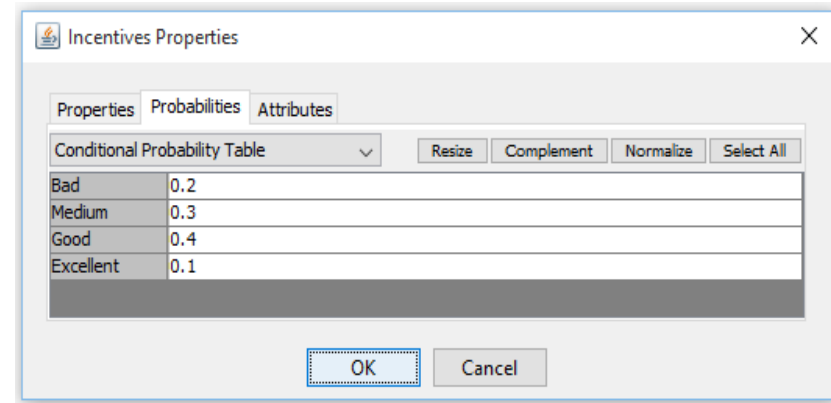 Incentives Properties
Properties Probabilities Attributes
Conditional Probability Table Resize Complement Normalize Select All
Bad 0.2
Medium 0.3
Good 0.4
Excellent 0.1
OK Cancel